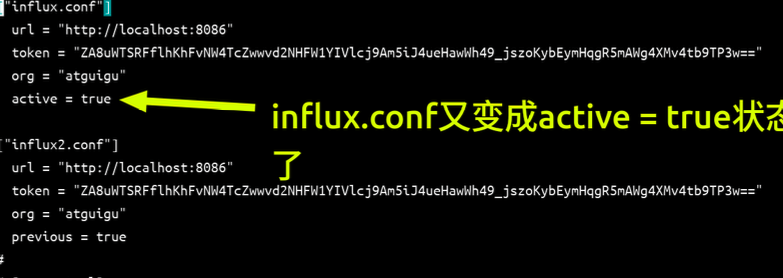 ["influx.conf"]
url = "http://localhost:8086"
token = "ZA8uWTSRFflhKhFvNW4TcZwwvd2NHFW1YIVlcj9Am5iJ4ueHawWh49_jszoKybEymHqgR5mAWg4XMv4tb9TP3w=="
org = "atguigu"
active = true
influx.conf又变成active = true状态
了
["influx2.conf"]
url = "http://localhost:8086"
token = "ZA8uWTSRFflhKhFvNW4TcZwwvd2NHFW1YIVlcj9Am5iJ4ueHawWh49_jszoKybEymHqgR5mAWg4XMv4tb9TP3w=="
org = "atguigu"
previous = true
#